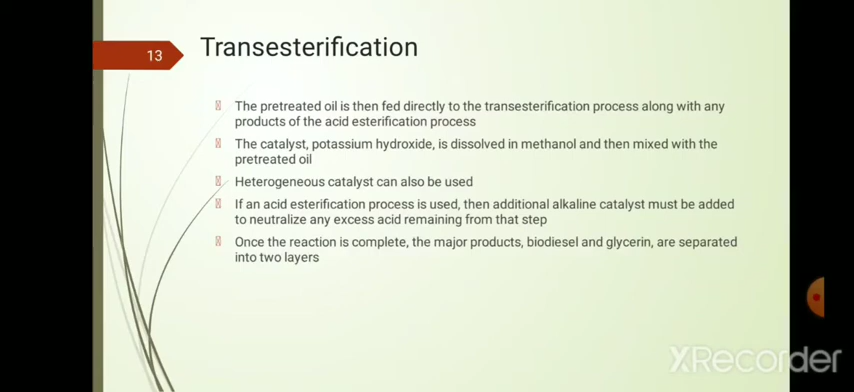 13
Transesterification
The pretreated oil is then fed directly to the transesterification process along with any
products of the acid esterification process
The catalyst, potassium hydroxide, is dissolved in methanol and then mixed with the
pretreated oil
Heterogeneous catalyst can also be used
If an acid esterification process is used, then additional alkaline catalyst must be added
to neutralize any excess acid remaining from that step
Once the reaction is complete, the major products, biodiesel and glycerin, are separated
into two layers
XRecorder